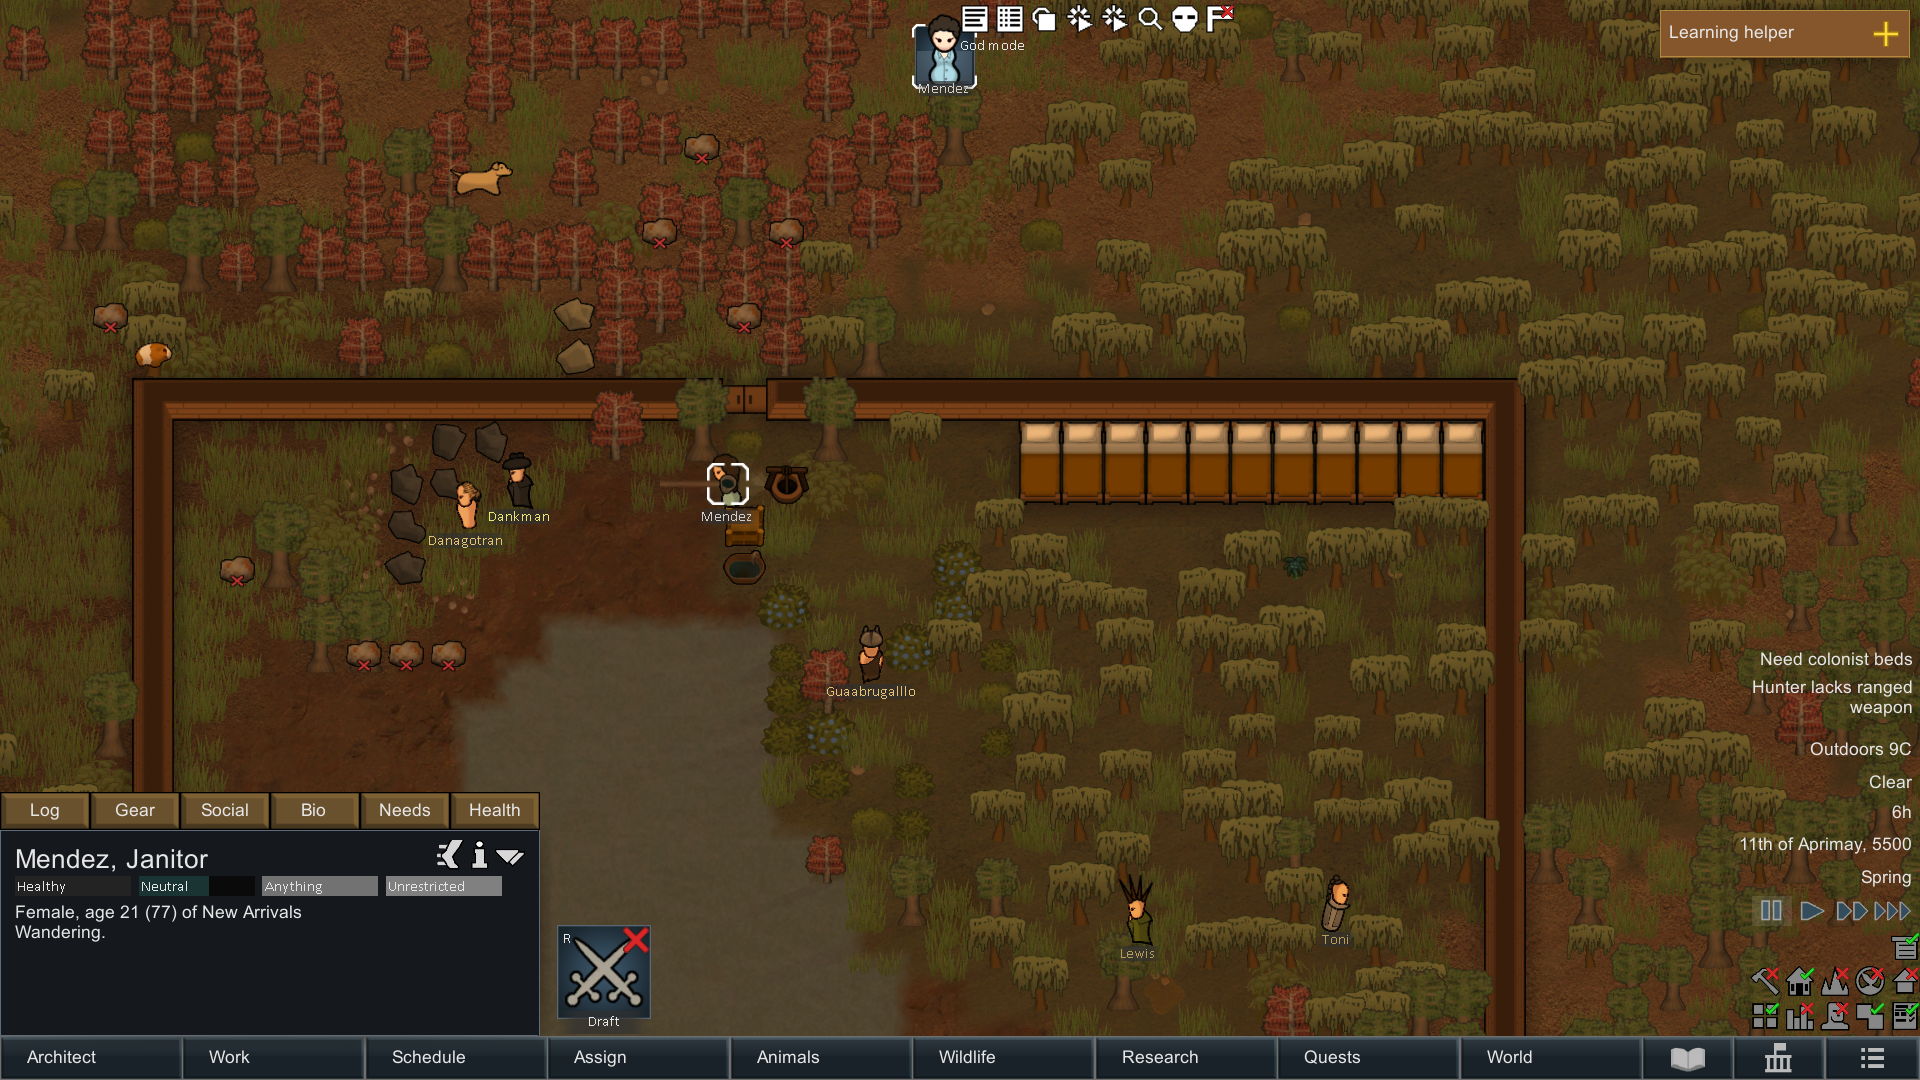 God mode
Mendez
Learning helper
Dankman
Danagotran
Mendez
Guaabrugalllo
Lewis
Toni
Need colonist beds
Hunter lacks ranged
weapon
Outdoors 9C
Clear
6h
11th of Aprimay, 5500
Spring
Log
Gear
Social
Bio
Needs
Health
Mendez, Janitor
Healthy
Neutral
Anything
Unrestricted
Female, age 21 (77) of New Arrivals
Wandering.
R
Draft
Architect
Work
Schedule
Assign
Animals
Wildlife
Research
Quests
World